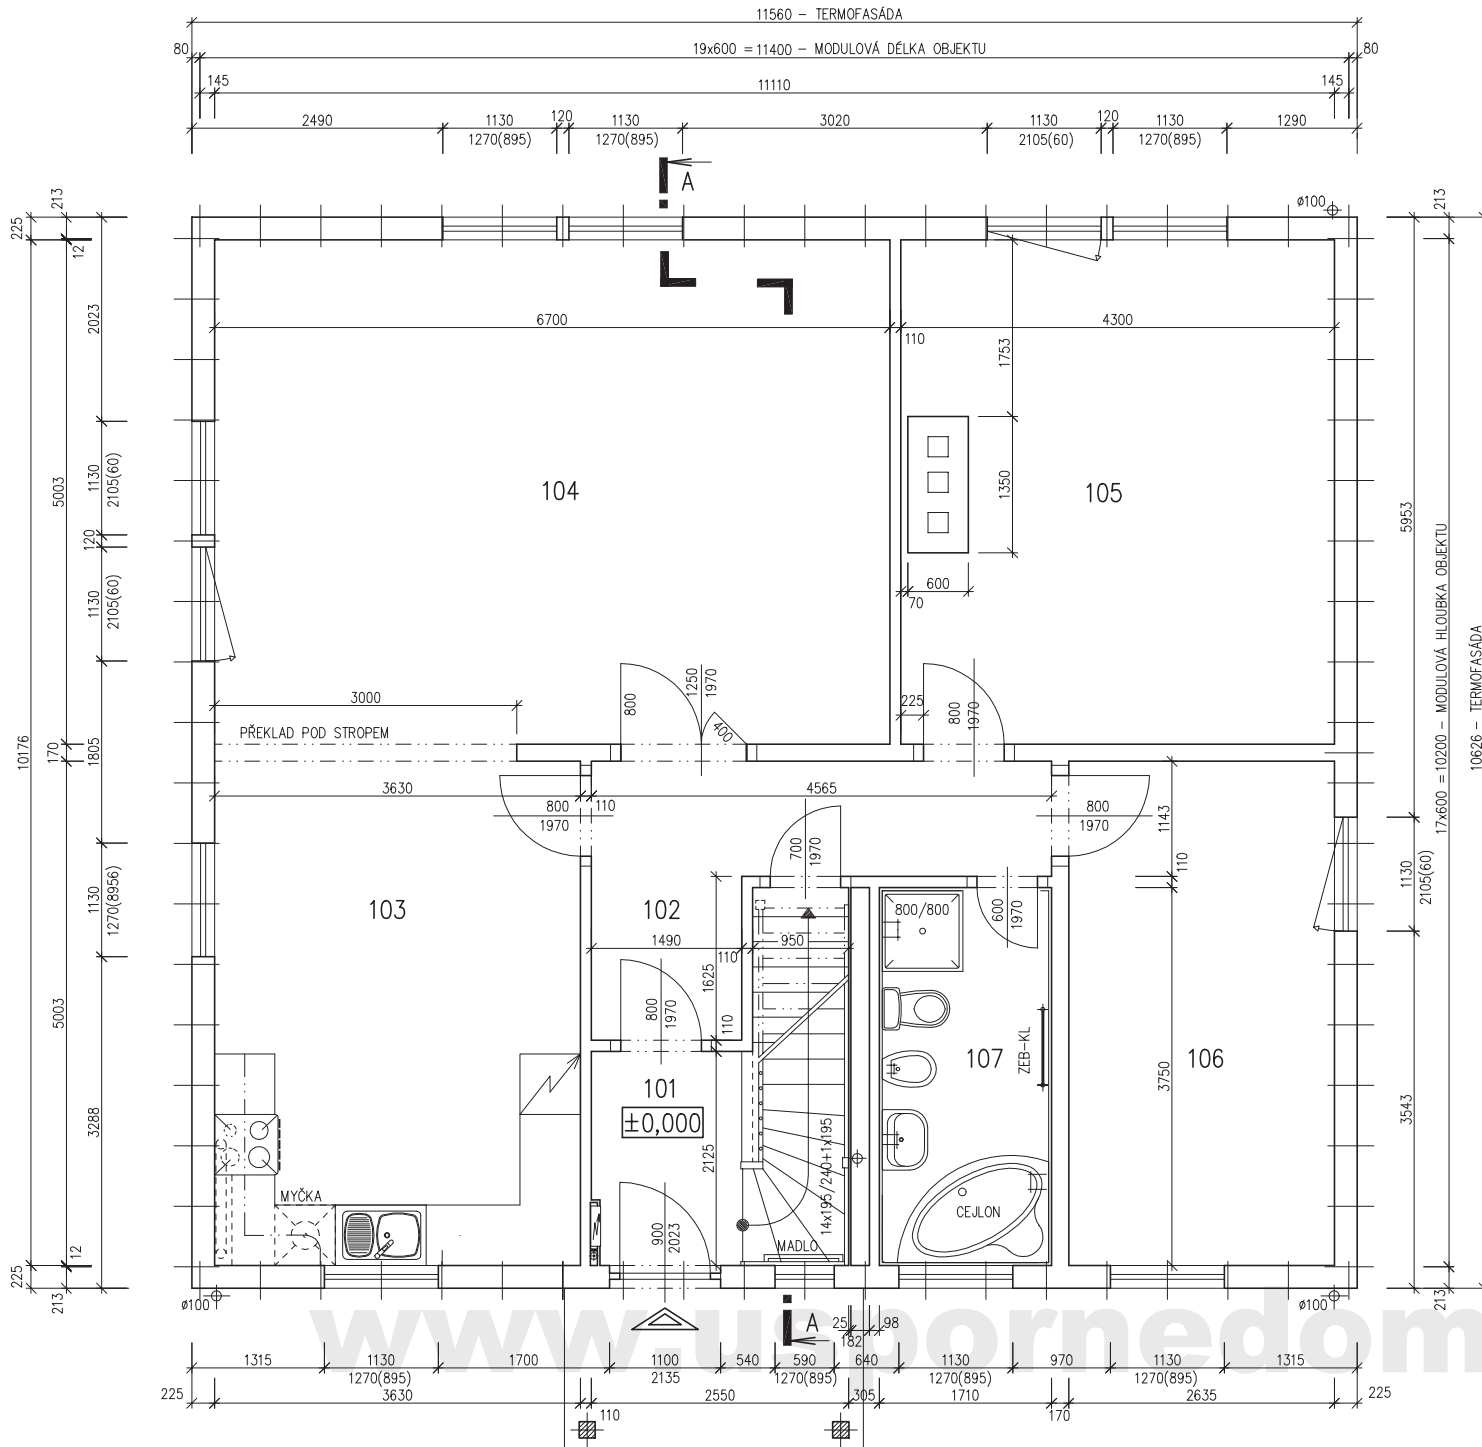 11560 – TERMOFASÁDA
80 19x600 =11400 – MODULOVÁ DÉLKA OBJEKTU 80
145 11110 145
2490 1130 120 1130 3020 1130 120 1130 1290
1270(895) 1270(895) 2105(60) 1270(895)
A
ø100
213
225
12
213
6700 4300
110
2023
1753
104
105
1130
2105(60)
5003
1350
120
5953
600
70
1130
2105(60)
17x600 =10200 – MODULOVÁ HLOUBKA OBJEKTU
10626 – TERMOFASÁDA
3000
800
1250
1970
400
225
800
1970
PŘEKLAD POD STROPEM
10176
170
1805
3630 110 4565
800
1970
700
1970
800
1970
1143
110
1130
2105(60)
1130
1270(8956)
103
102
800/800
600
1970
1490 110 950
1625
800
1970
110
5003
101
±0,000
107
ZEB–KL
106
3750
3543
3288
2125
14x195/240+1x195
MYČKA
900
2023
MADLO
CEJLON
12
225
213
ø100
ø100
213
www.uspornedom
A
25
182
98
1315 1130 1700 1100 540 590 640 1130 970 1130 1315
1270(895) 2135 1270(895) 1270(895) 1270(895)
225 3630 2550 305 1710 2635 225
110 170